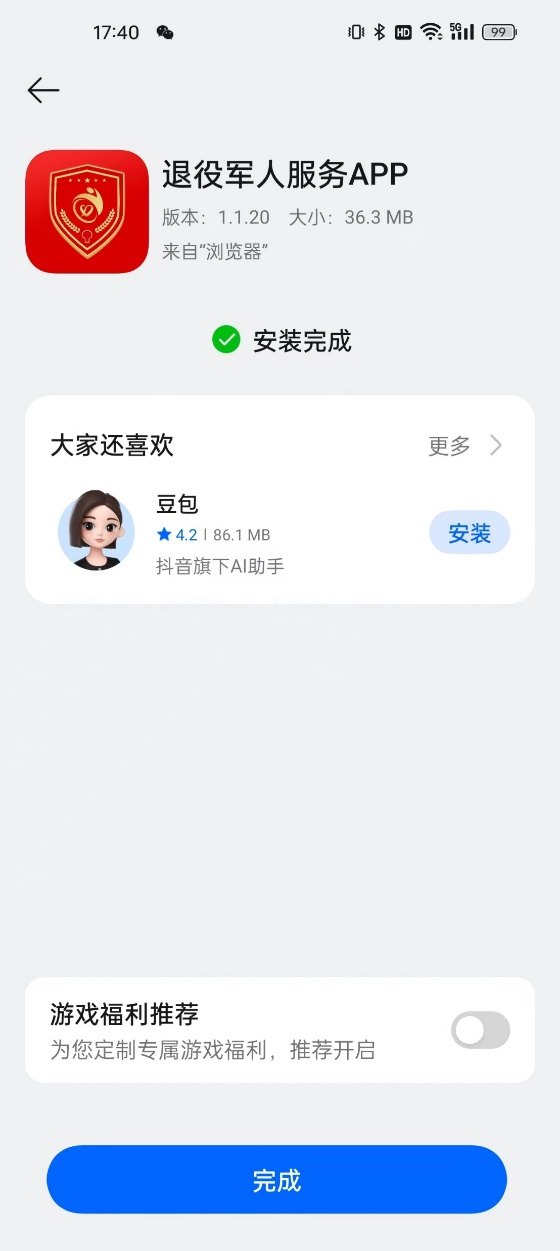 17:40
HD 5G 99
退役军人服务APP
版本：1.1.20 大小：36.3 MB
来自“浏览器”
安装完成
大家还喜欢 更多
豆包
4.2 | 86.1 MB
安装
抖音旗下AI助手
游戏福利推荐
为您定制专属游戏福利，推荐开启
完成